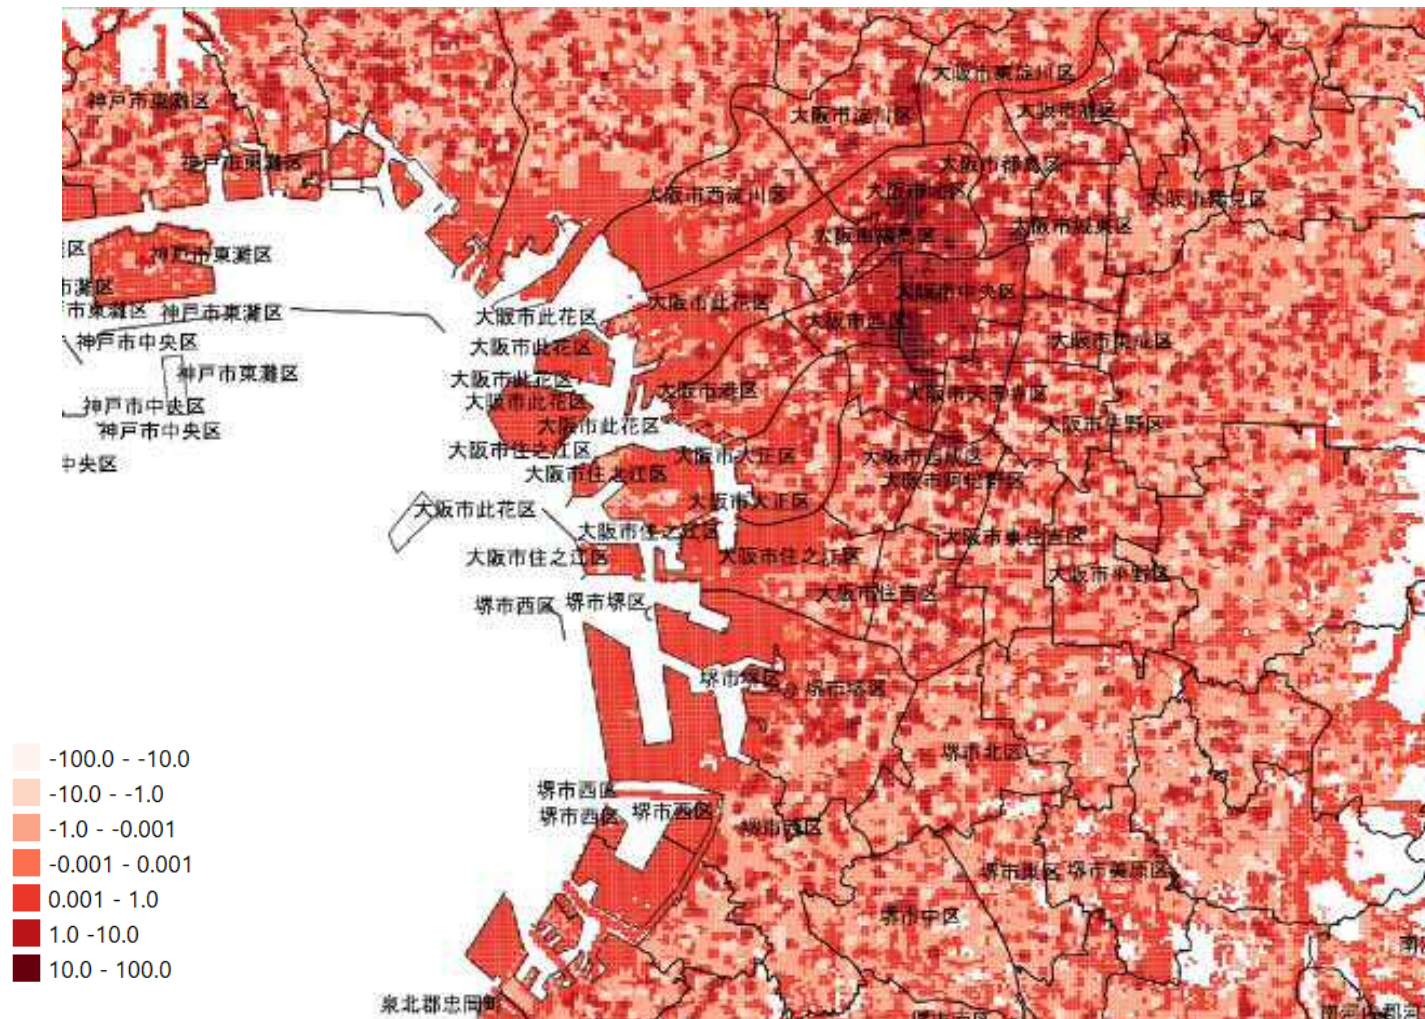 大阪市東淀川区
神戸市東灘区
大阪市淀川区
大阪市旭区
神戸市東灘区
大阪市都島区
大阪市西淀川区
大阪市北区
大阪市鶴見区
大阪市福島区
大阪市城東区
区
神戸市東灘区
市灘区
大阪市中央区
市東灘区
神戸市東灘区
大阪市此花区
大阪市此花区
大阪市西区
神戸市中央区
大阪市此花区
大阪市東成区
神戸市東灘区
大阪市此花区
大阪市港区
大阪市天王寺区
神戸市中央区
大阪市此花区
神戸市中央区
大阪市此花区
大阪市生野区
中央区
大阪市住之江区
大阪市大正区
大阪市西成区
大阪市住之江区
大阪市阿倍野区
大阪市此花区
大阪市大正区
大阪市住之江区
大阪市東住吉区
大阪市住之江区
大阪市住之江区
大阪市平野区
堺市西区
堺市堺区
大阪市住吉区
堺市堺区
堺市堺区
堺市北区
-100.0 - -10.0
堺市西区
-10.0 - -1.0
堺市西区
堺市西区
堺市西区
-1.0 - -0.001
-0.001 - 0.001
堺市東区
堺市美原区
0.001 - 1.0
堺市中区
1.0 -10.0
10.0 - 100.0
泉北郡忠岡町